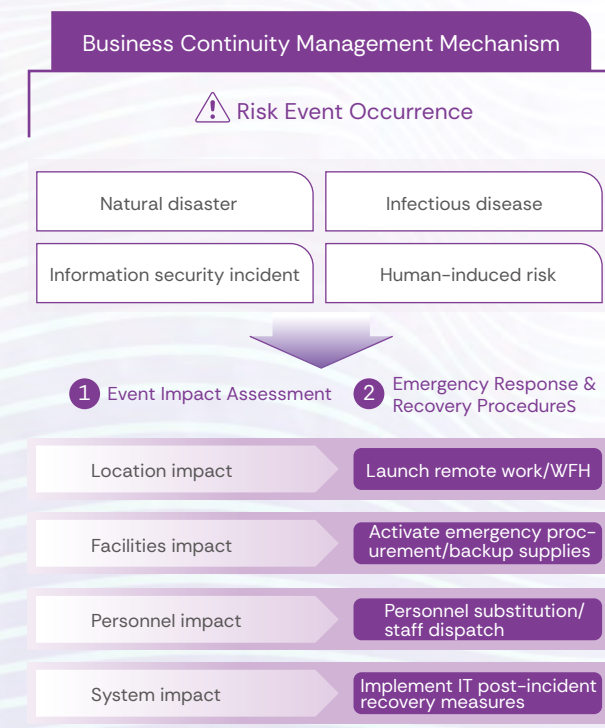 Business Continuity Management Mechanism
Risk Event Occurrence
Natural disaster
Infectious disease
Information security incident
Human-induced risk
1 Event Impact Assessment
2 Emergency Response &
Recovery Procedures
Location impact
Launch remote work/WFH
Facilities impact
Activate emergency proc-
urement/backup supplies
Personnel impact
Personnel substitution/
staff dispatch
System impact
Implement IT post-incident
recovery measures